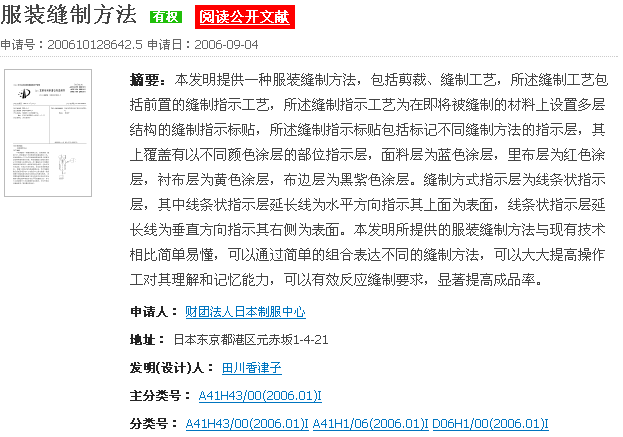 服装缝制方法 有权 阅读公开文献
申请号：200610128642.5 申请日：2006-09-04
摘要：本发明提供一种服装缝制方法，包括剪裁、缝制工艺，所述缝制工艺包
括前置的缝制指示工艺，所述缝制指示工艺为在即将被缝制的材料上设置多层
结构的缝制指示标贴，所述缝制指示标贴包括标记不同缝制方法的指示层，其
上覆盖有以不同颜色涂层的部位指示层，面料层为蓝色涂层，里布层为红色涂
层，衬布层为黄色涂层，布边层为黑紫色涂层。缝制方式指示层为线条状指示
层，其中线条状指示层延长线为水平方向指示其上面为表面，线条状指示层延
长线为垂直方向指示其右侧为表面。本发明所提供的服装缝制方法与现有技术
相比简单易懂，可以通过简单的组合表达不同的缝制方法，可以大大提高操作
工对其理解和记忆能力，可以有效反应缝制要求，显著提高成品率。
申请人：财团法人日本制服中心
地址：日本东京都港区元赤坂1-4-21
发明(设计)人：田川香津子
主分类号：A41H43/00(2006.01)I
分类号：A41H43/00(2006.01)I A41H1/06(2006.01)I D06H1/00(2006.01)I